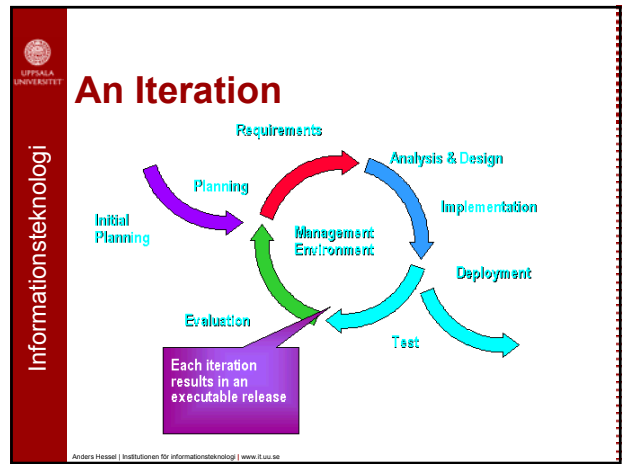 UPPSALA
UNIVERSITET
An Iteration
Informationsteknologi
Requirements
Analysis & Design
Planning
Implementation
Initial
Planning
Management
Environment
Deployment
Evaluation
Test
Each iteration
results in an
executable release
Anders Hessel | Institutionen för informationsteknologi | www.it.uu.se